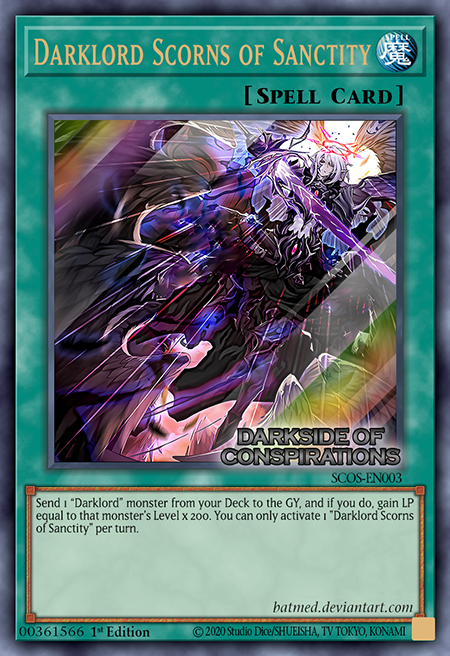 Darklord Scorns of Sanctity
SPELL
魔
[Spell Card]
DARKSIDE OF
CONSPIRATIONS
SCOS-EN003
Send 1 "Darklord" monster from your Deck to the GY, and if you do, gain LP
equal to that monster's Level x 200. You can only activate 1 "Darklord Scorns
of Sanctity" per turn.
batmed.deviantart.com
00361566 1st Edition ©2020 Studio Dice/SHUEISHA, TV TOKYO, KONAMI